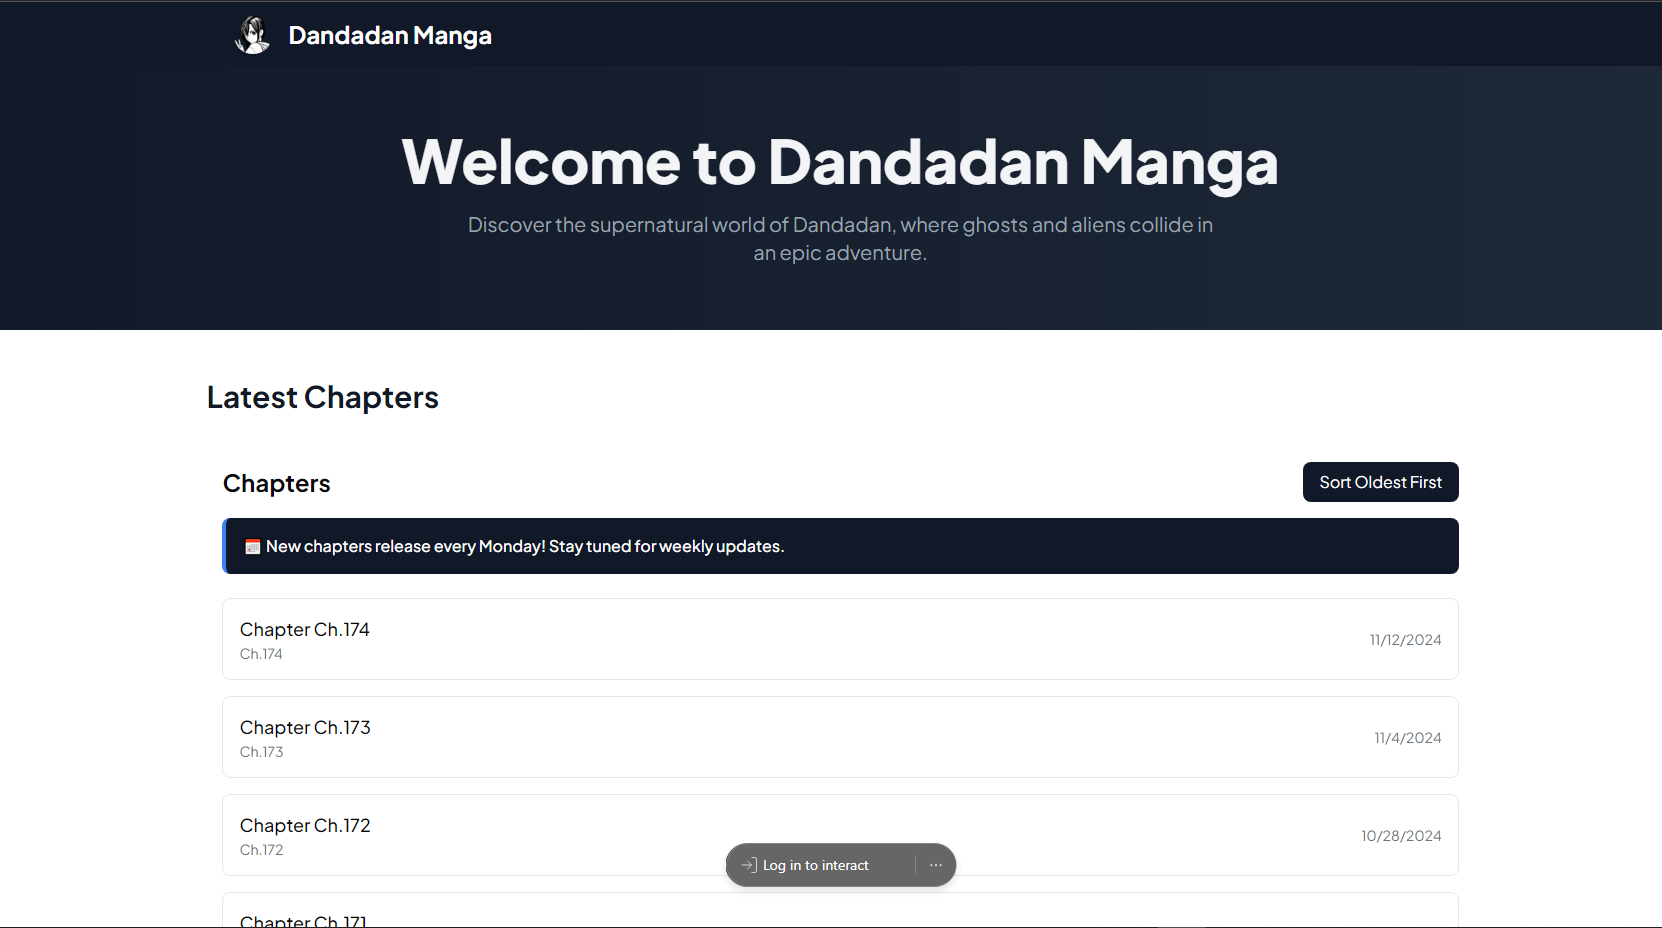 Dandadan Manga
Welcome to Dandadan Manga
Discover the supernatural world of Dandadan, where ghosts and aliens collide in
an epic adventure.
Latest Chapters
Chapters
Sort Oldest First
New chapters release every Monday! Stay tuned for weekly updates.
Chapter Ch.174
Ch.174
11/12/2024
Chapter Ch.173
Ch.173
11/4/2024
Chapter Ch.172
Ch.172
10/28/2024
Log in to interact
Chapter Ch.171